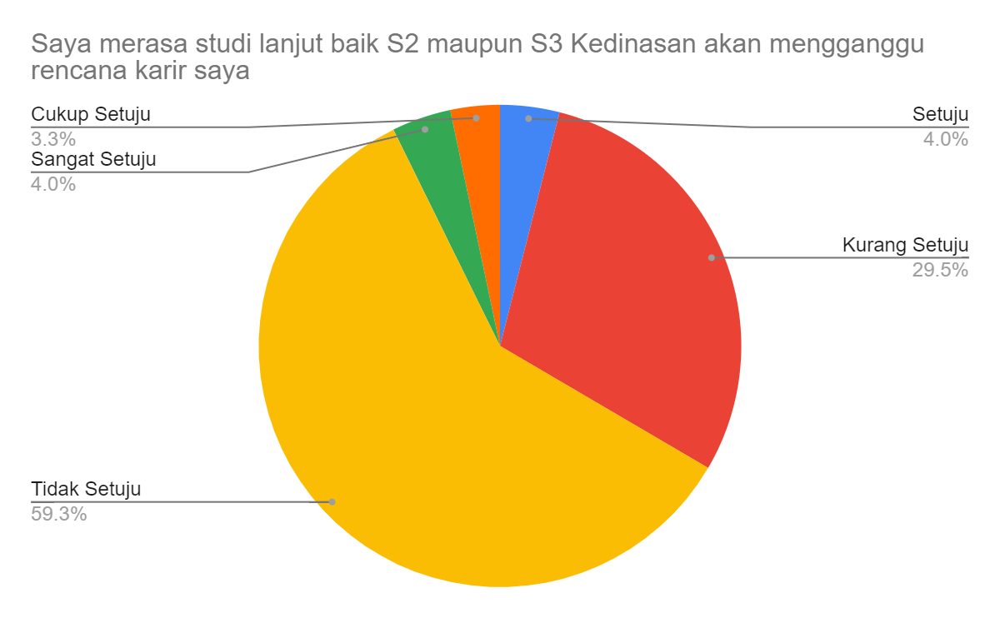 Saya merasa studi lanjut baik S2 maupun S3 Kedinasan akan mengganggu
rencana karir saya
Cukup Setuju
3.3%
Sangat Setuju
4.0%
Setuju
4.0%
Kurang Setuju
29.5%
Tidak Setuju
59.3%